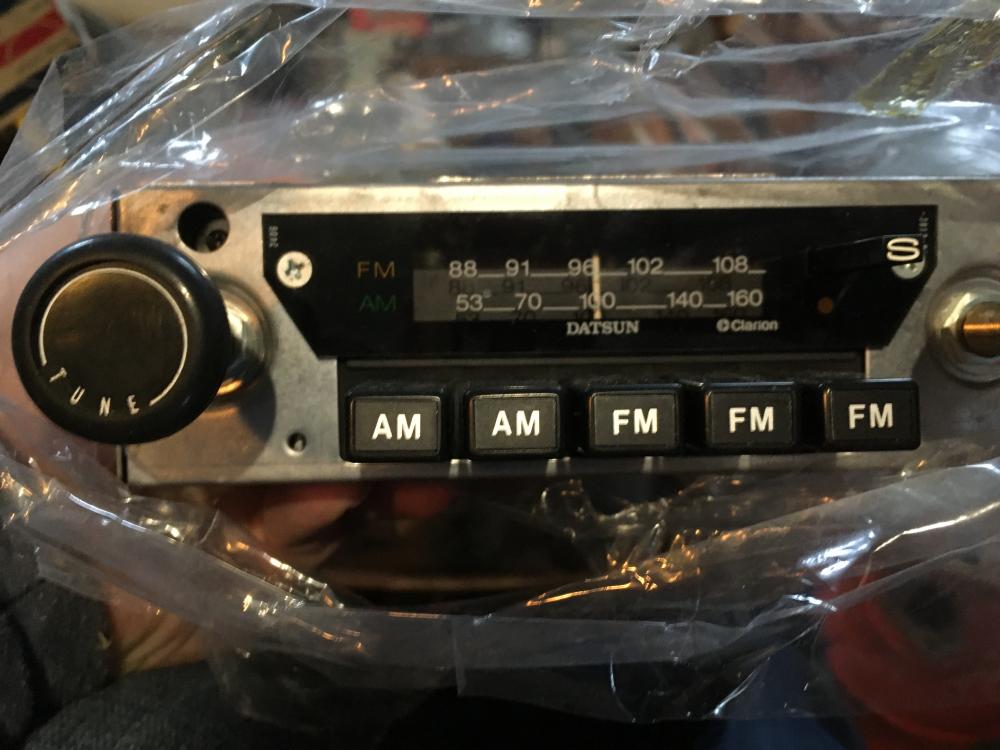 FM 88 91 96 102 108
AM 53 70 100 140 160
DATSUN Clarion
TUNE
AM AM FM FM FM